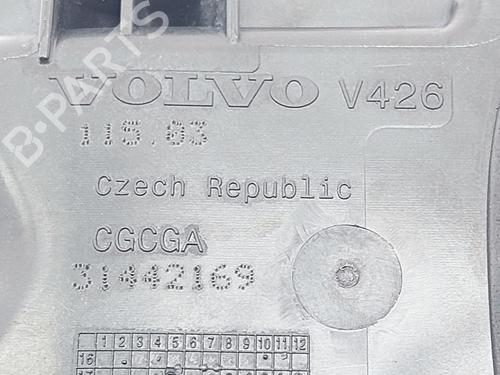 B-PARTS
VOLVO V426
115.03
Czech Republic
CGCGA
31442169
1 2 3 4 5 6 7 8 9 10 11 12
16